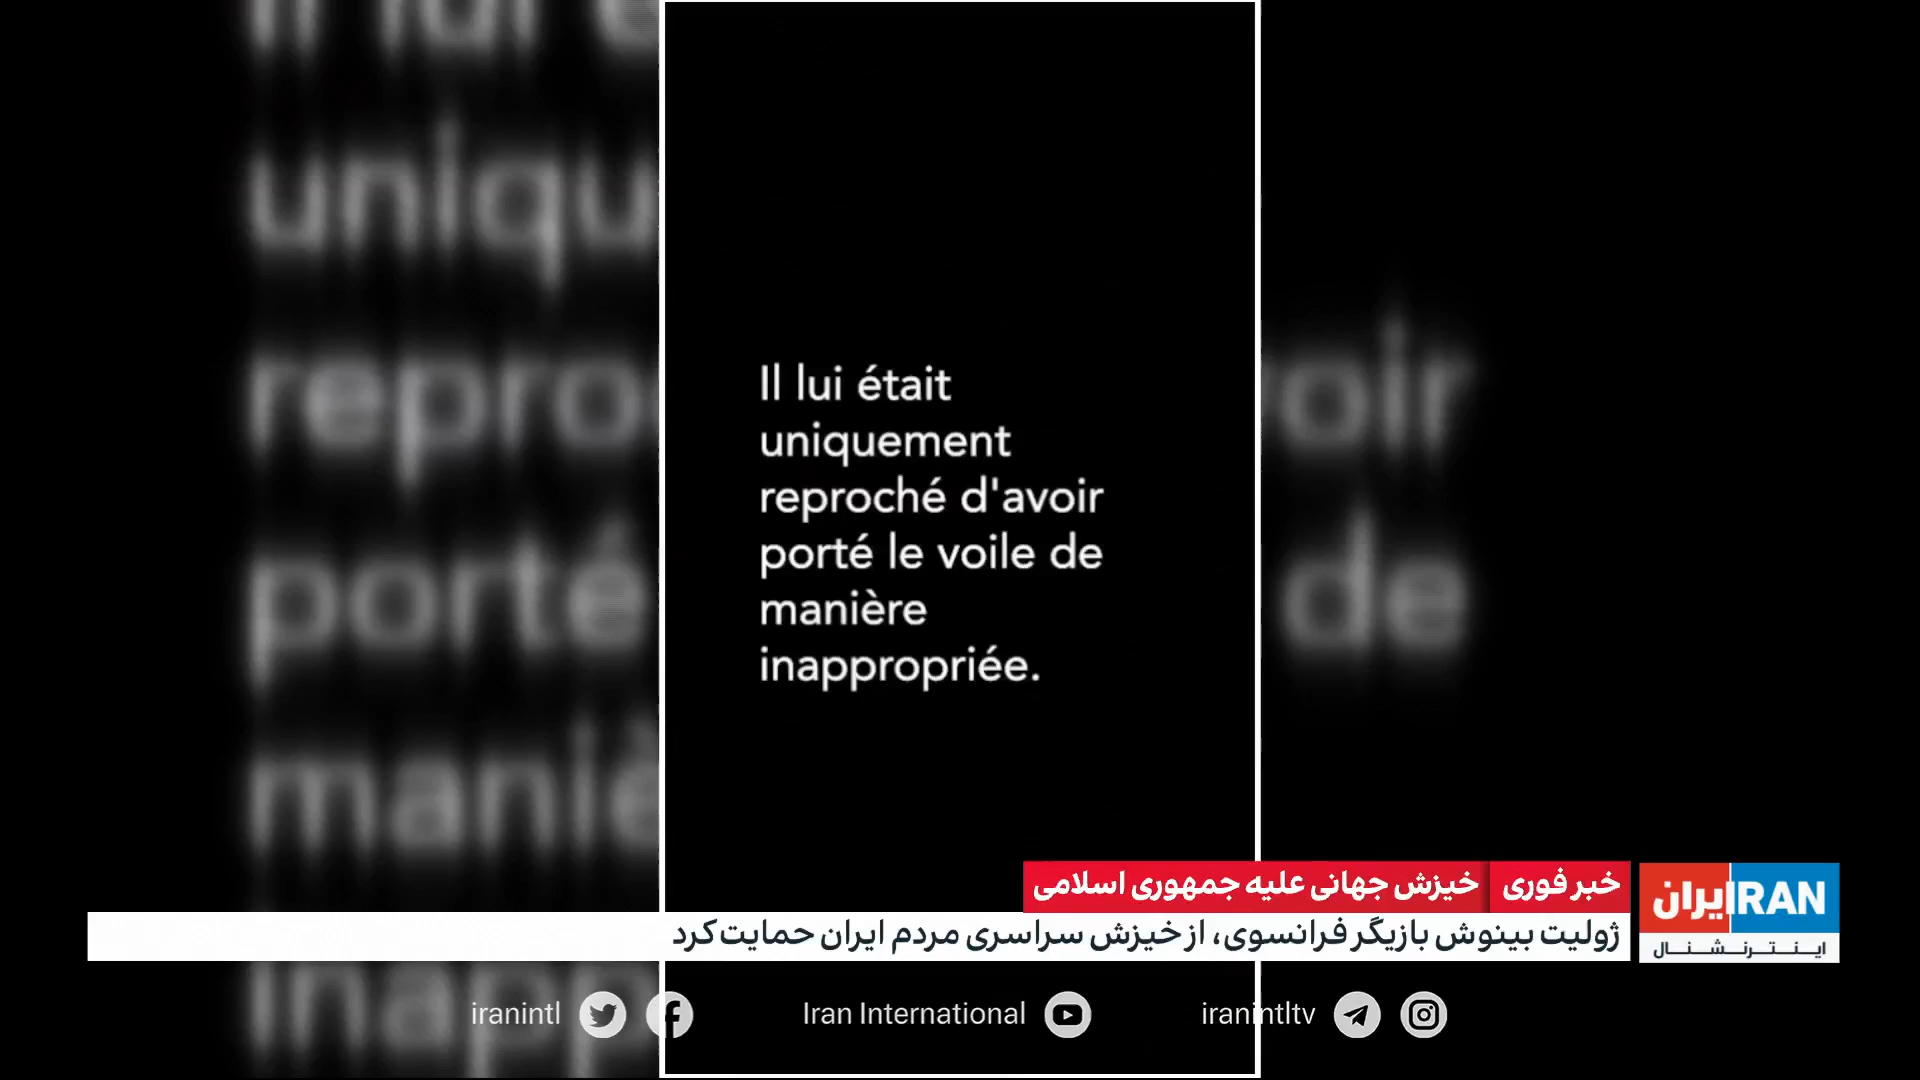 Il lui était
uniquement
reproché d'avoir
porté le voile de
manière
inappropriée.
خبر فوری
خیزش جهانی علیه جمهوری اسلامی
ژولیت بینوش بازیگر فرانسوی، از خیزش سراسری مردم ایران حمایت کرد
ایران IRAN
اینترنشنال
iranintl
Iran International
iranintltv